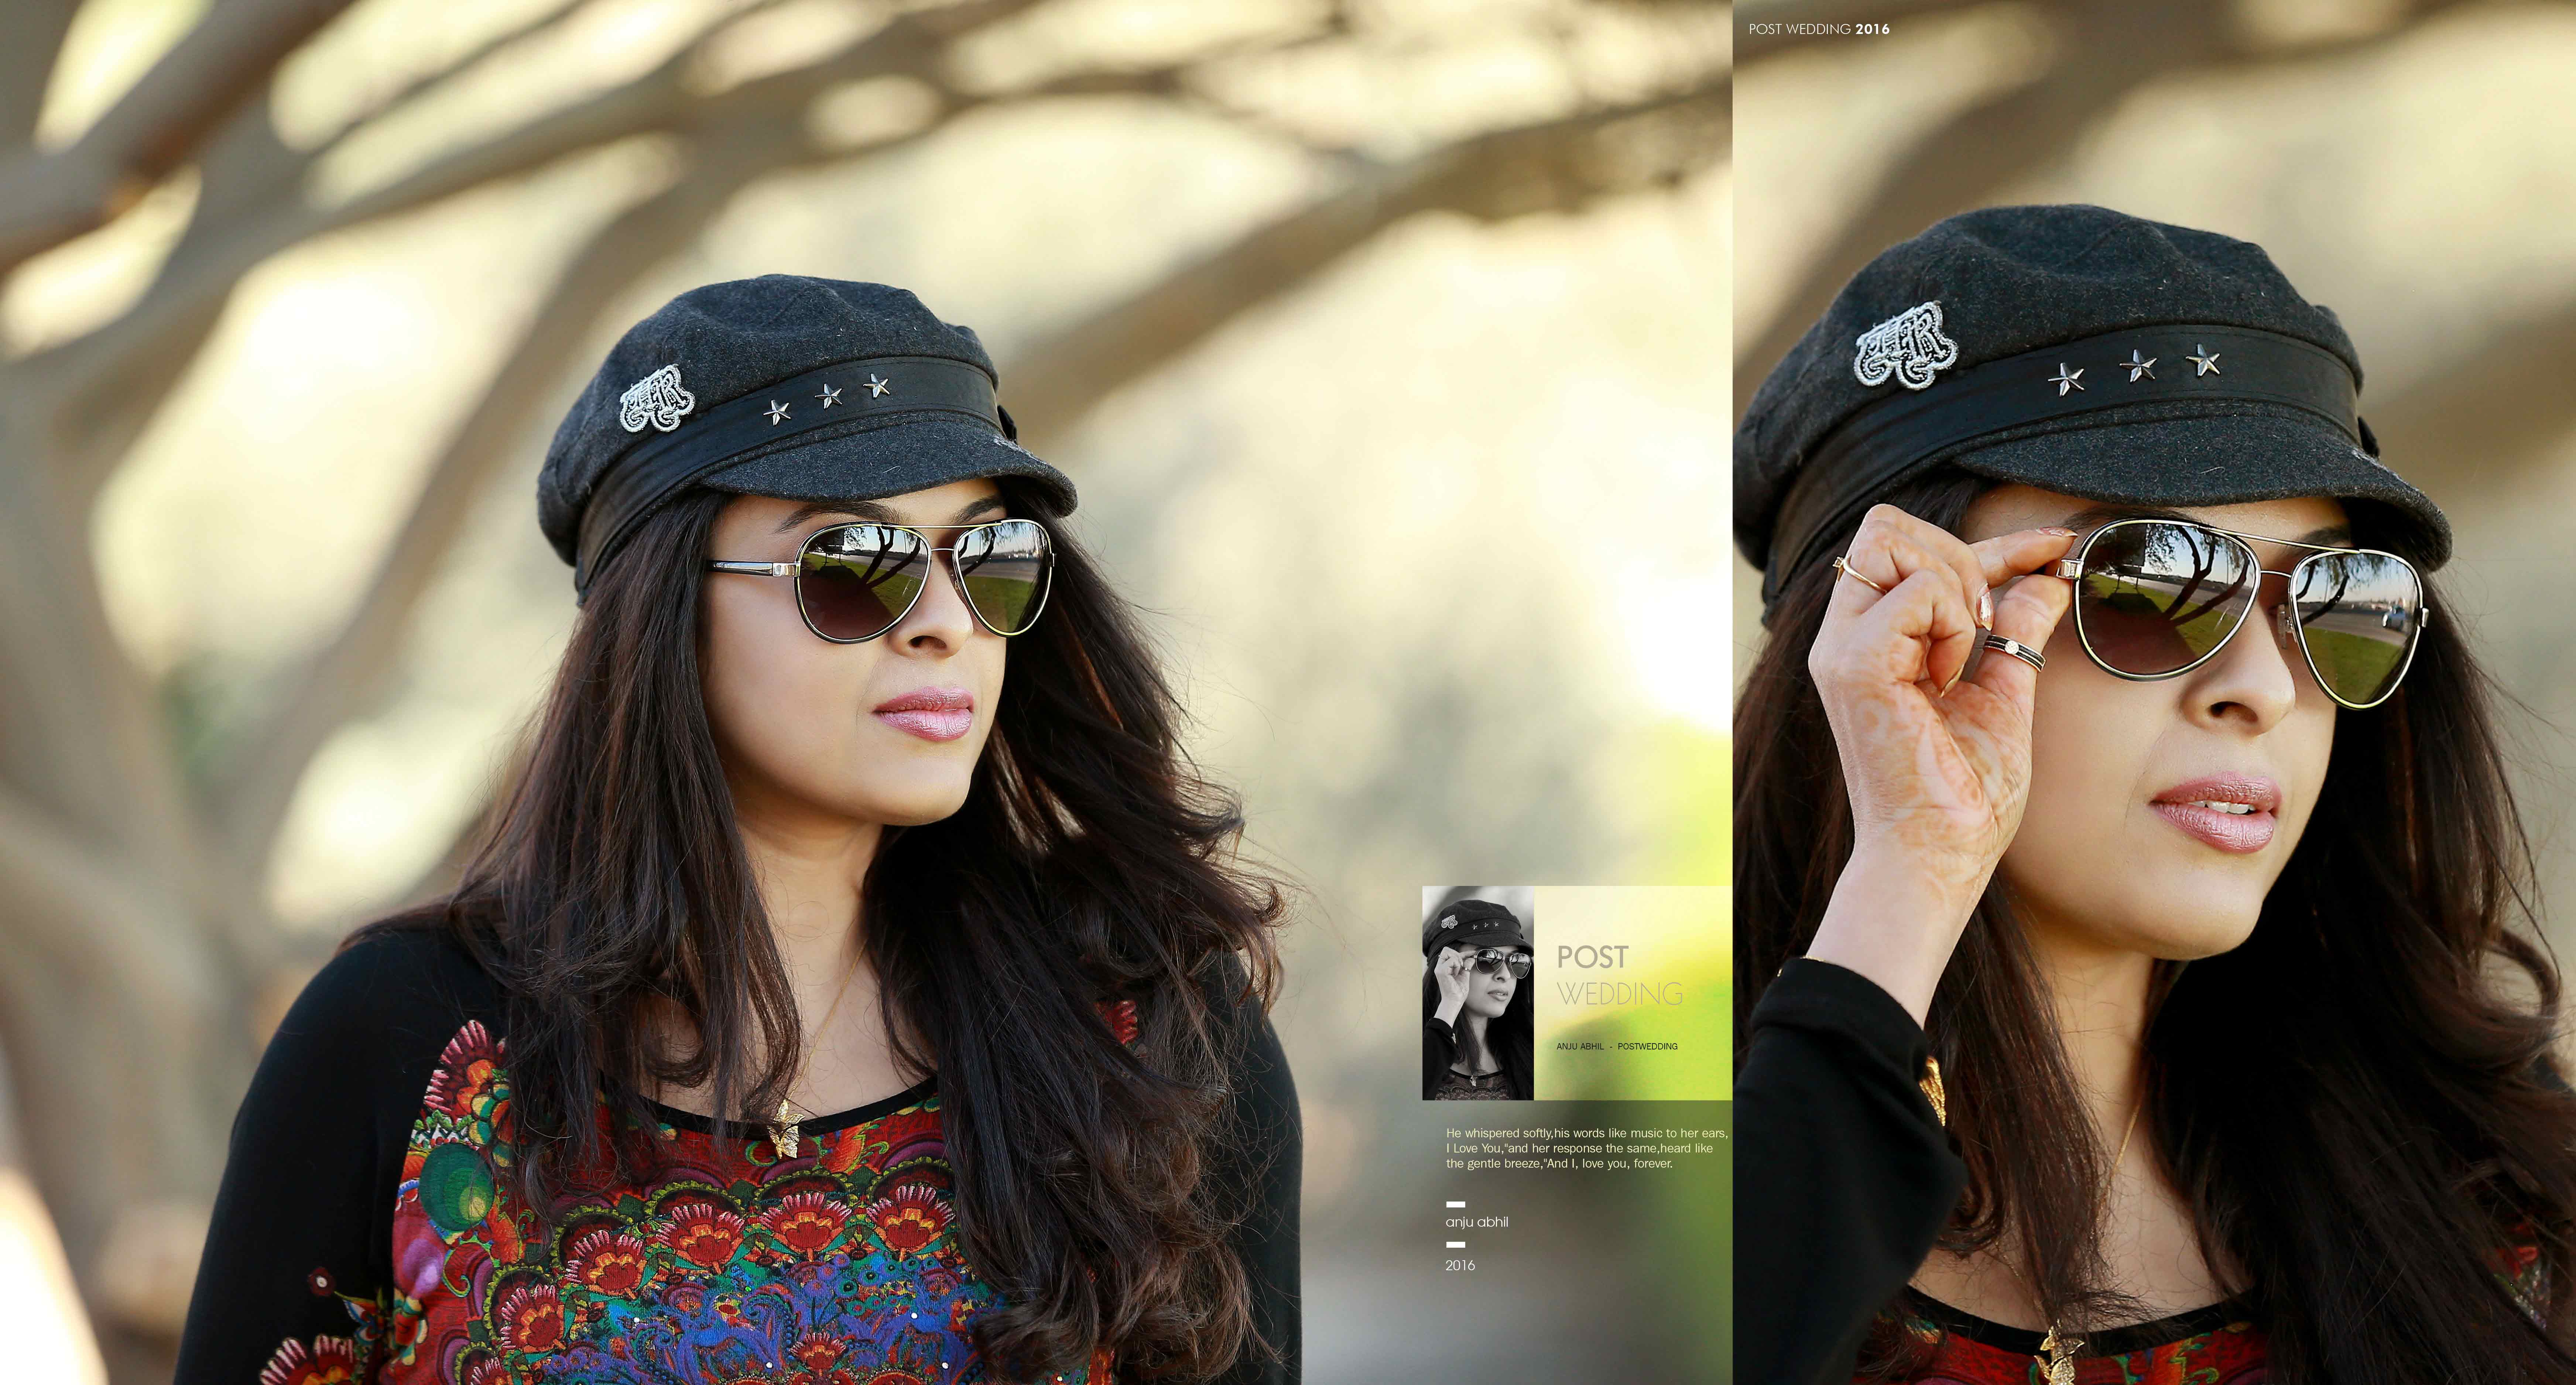 POST WEDDING 2016
POST
WEDDING
ANJU ABHIL - POSTWEDDING
He whispered softly,his words like music to her ears,
I Love You,"and her response the same,heard like
the gentle breeze,"And I, love you, forever.
anju abhil
2016